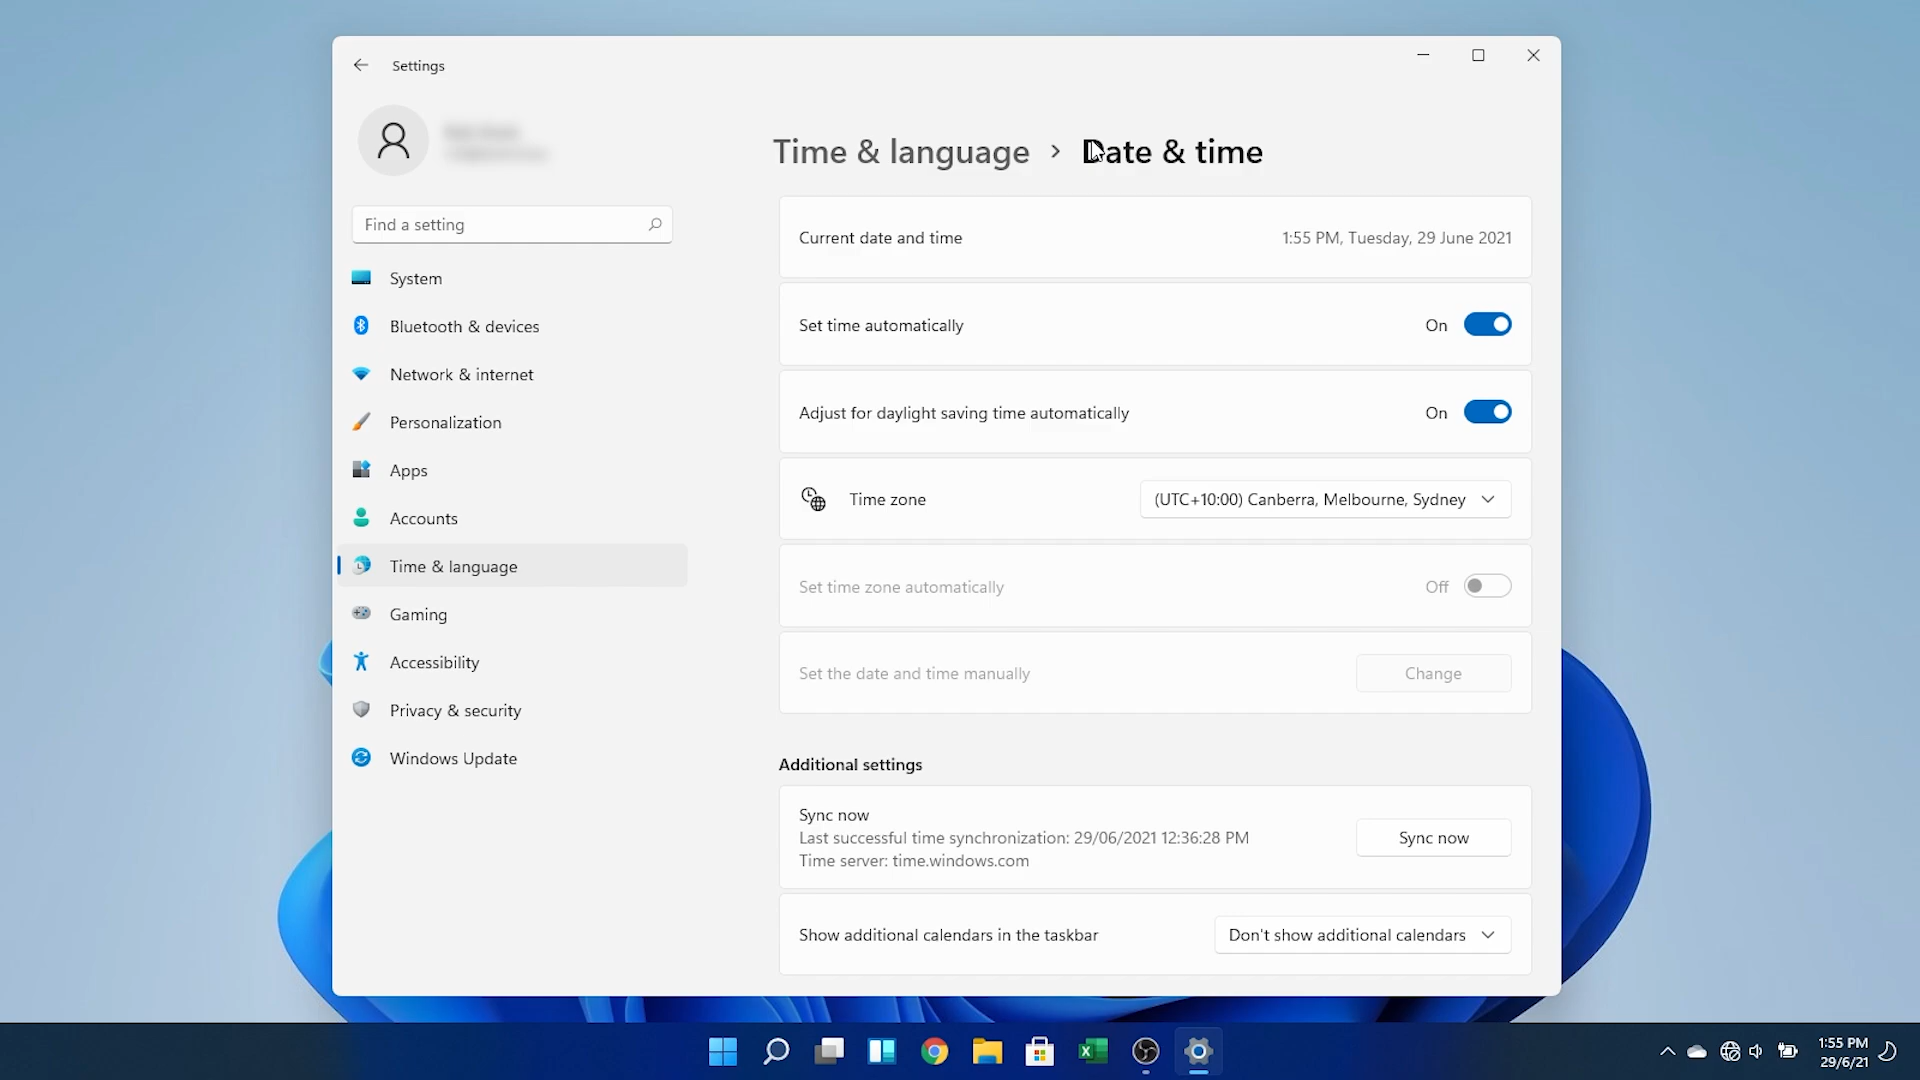 Settings
Find a setting
System
Bluetooth & devices
Network & internet
Personalization
Apps
Accounts
Time & language
Gaming
Accessibility
Privacy & security
Windows Update
Time & language > Date & time
Current date and time 1:55 PM, Tuesday, 29 June 2021
Set time automatically On
Adjust for daylight saving time automatically On
Time zone (UTC+10:00) Canberra, Melbourne, Sydney
Set time zone automatically Off
Set the date and time manually Change
Additional settings
Sync now
Last successful time synchronization: 29/06/2021 12:36:28 PM
Time server: time.windows.com
Sync now
Show additional calendars in the taskbar Don't show additional calendars
1:55 PM
29/6/21